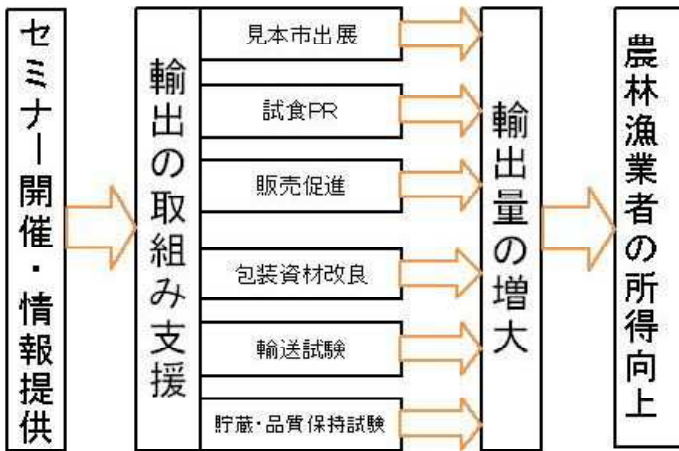 セミナー開催・情報提供
輸出の取組み支援
見本市出展
試食PR
販売促進
包装資材改良
輸送試験
貯蔵・品質保持試験
輸出量の増大
農林漁業者の所得向上